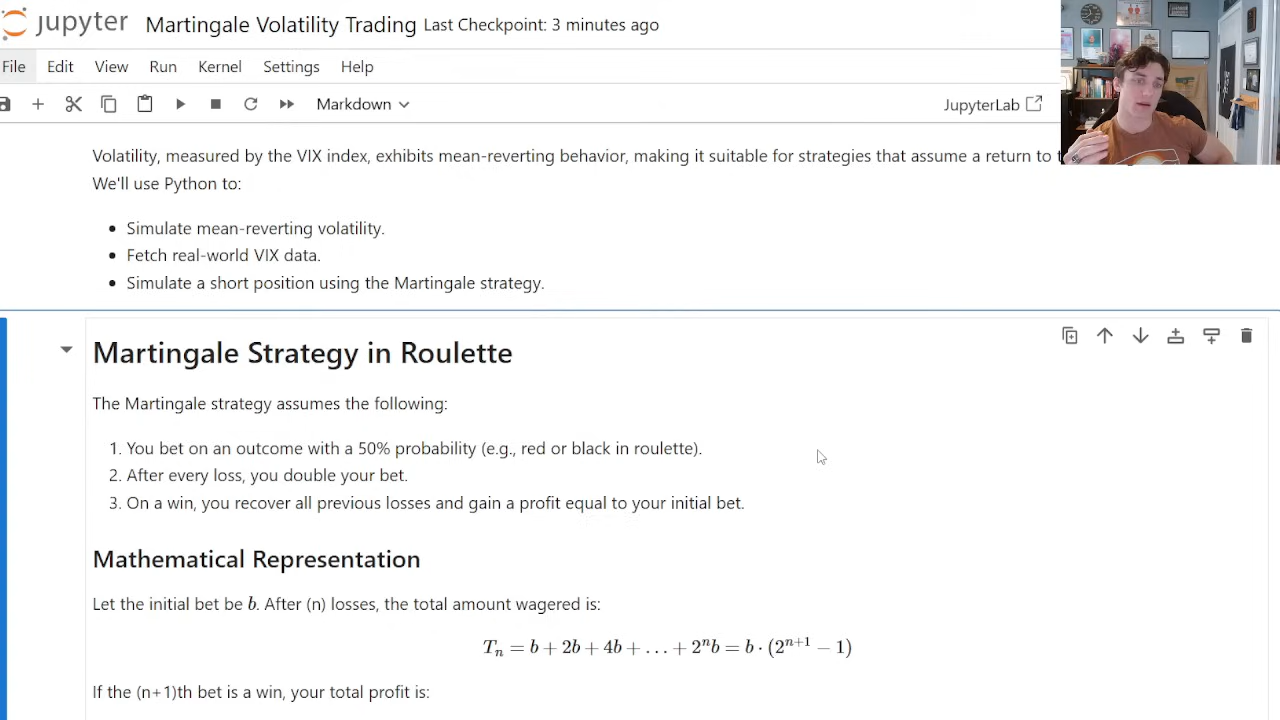 jupyter Martingale Volatility Trading Last Checkpoint: 3 minutes ago
File Edit View Run Kernel Settings Help
Markdown JupyterLab
Volatility, measured by the VIX index, exhibits mean-reverting behavior, making it suitable for strategies that assume a return to
We'll use Python to:
• Simulate mean-reverting volatility.
• Fetch real-world VIX data.
• Simulate a short position using the Martingale strategy.
Martingale Strategy in Roulette
The Martingale strategy assumes the following:
1. You bet on an outcome with a 50% probability (e.g., red or black in roulette).
2. After every loss, you double your bet.
3. On a win, you recover all previous losses and gain a profit equal to your initial bet.
Mathematical Representation
Let the initial bet be b. After (n) losses, the total amount wagered is:
Tₙ = b + 2b + 4b + … + 2ⁿb = b · (2ⁿ⁺¹ − 1)
If the (n+1)th bet is a win, your total profit is: